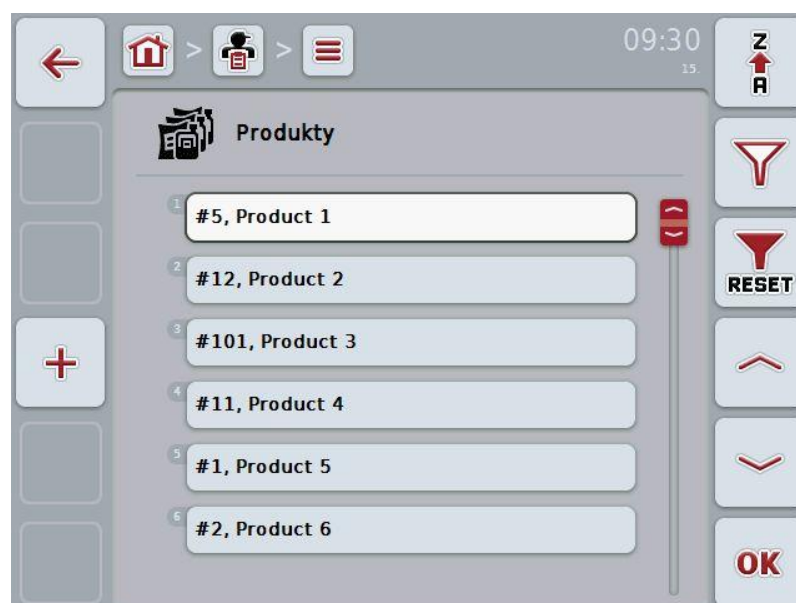 09:30
15.
Z
A
Produkty
1
#5, Product 1
2
#12, Product 2
RESET
3
#101, Product 3
4
#11, Product 4
5
#1, Product 5
6
#2, Product 6
OK